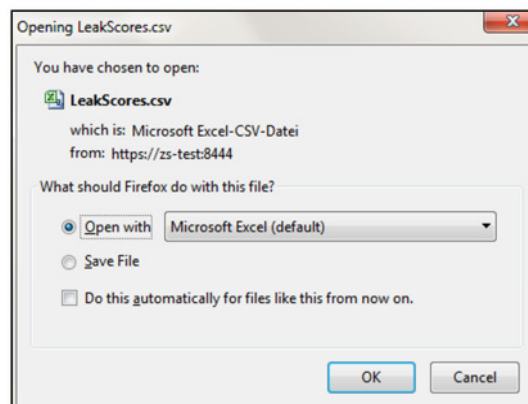 Opening LeakScores.csv
You have chosen to open:
LeakScores.csv
which is: Microsoft Excel-CSV-Datei
from: https://zs-test:8444
What should Firefox do with this file?
Open with Microsoft Excel (default)
Save File
Do this automatically for files like this from now on.
OK Cancel